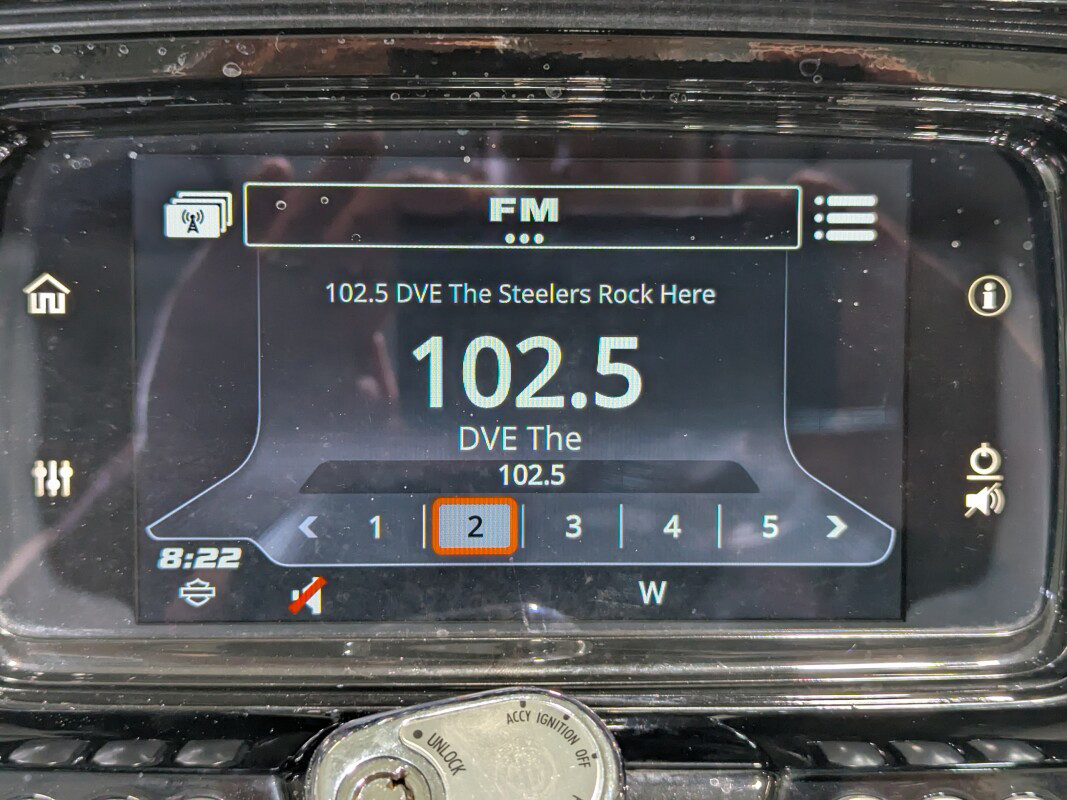 FM
102.5 DVE The Steelers Rock Here
102.5
DVE The
102.5
1 2 3 4 5
8:22
W
ACCY IGNITION OFF
UNLOCK